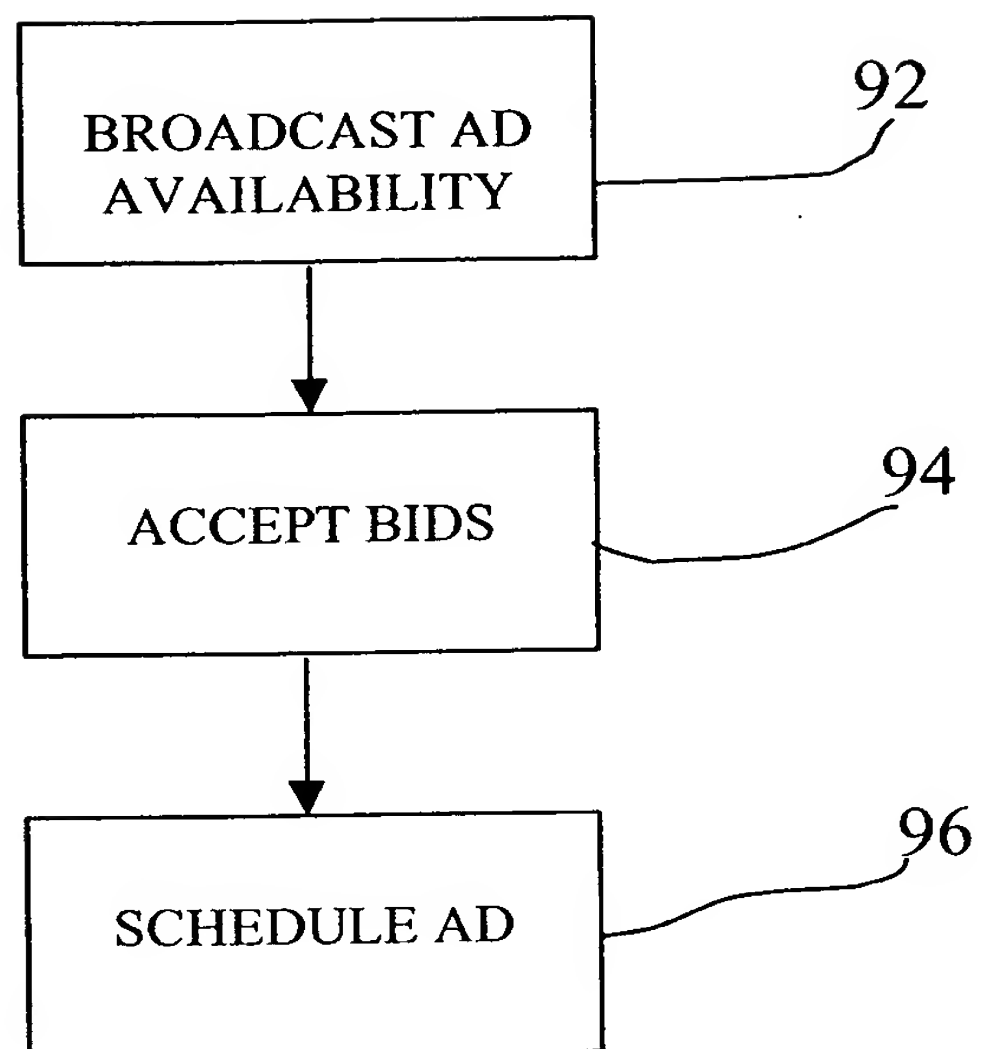 BROADCAST AD
AVAILABILITY
92
ACCEPT BIDS
94
SCHEDULE AD
96